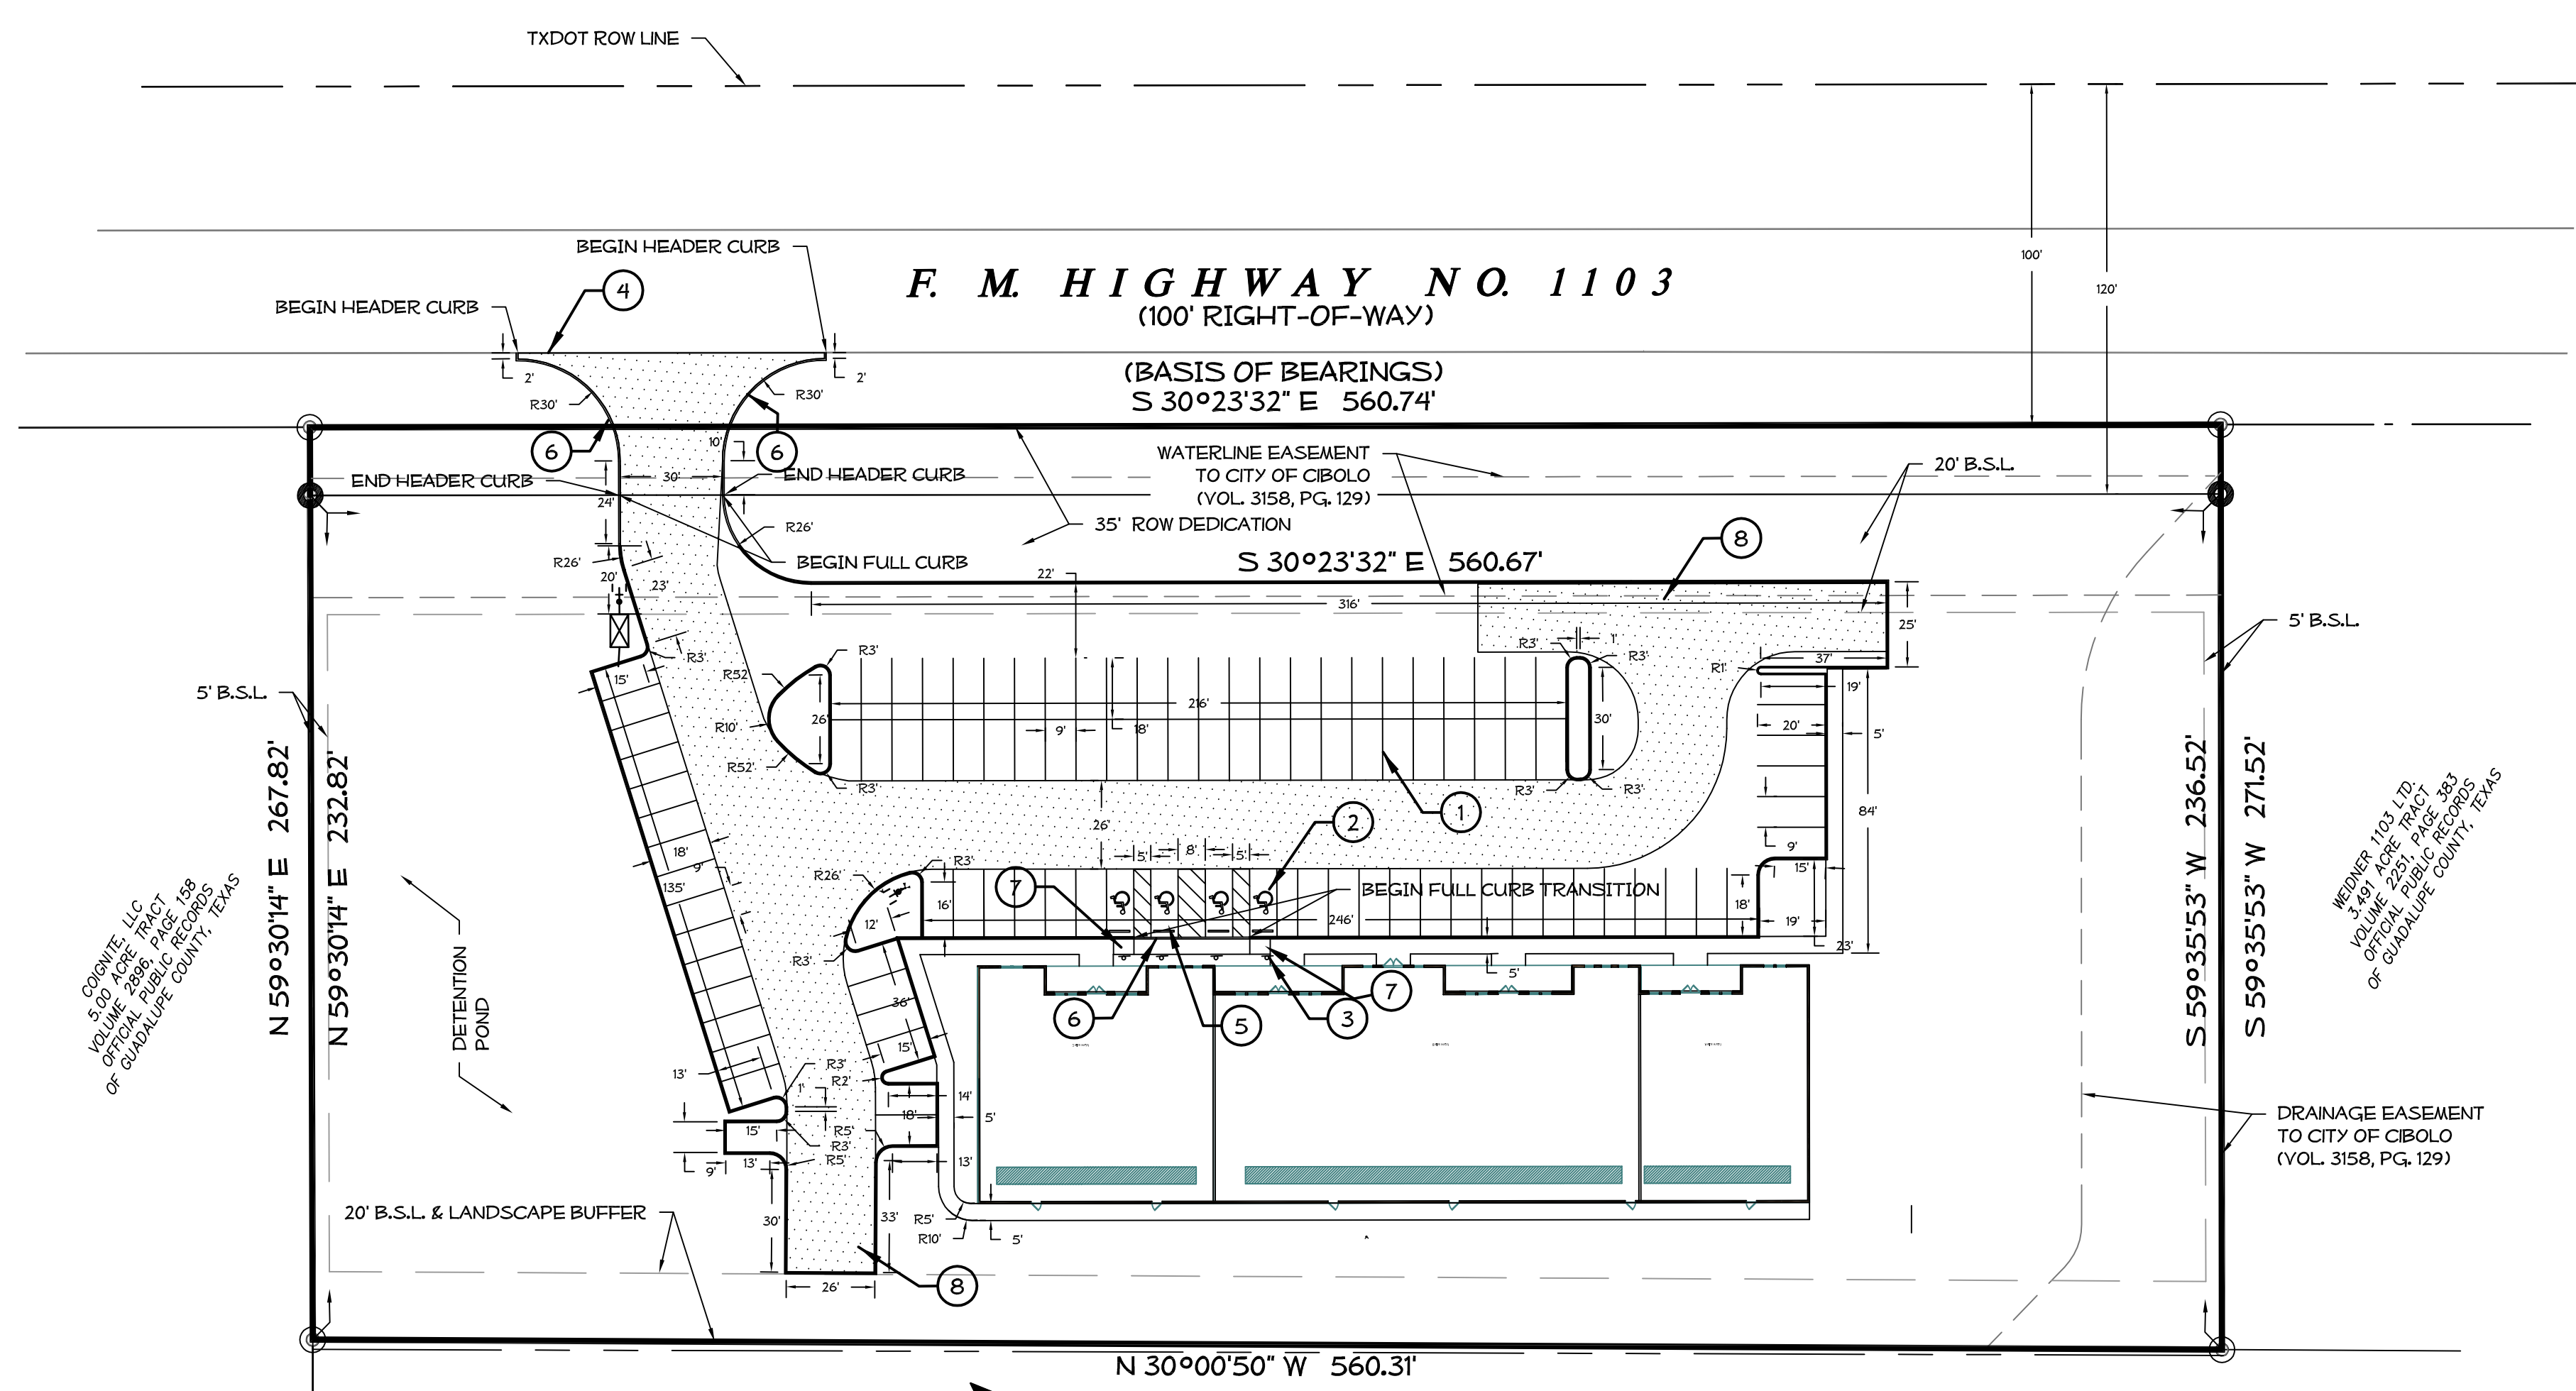 TXDOT ROW LINE
100'
120'
BEGIN HEADER CURB
BEGIN HEADER CURB
4
F. M. HIGHWAY NO. 1103
(100' RIGHT-OF-WAY)
(BASIS OF BEARINGS)
S 30°23'32" E 560.74'
2'
2'
R30'
R30'
6
6
10'
30'
24'
END HEADER CURB
END HEADER CURB
WATERLINE EASEMENT
TO CITY OF CIBOLO
(VOL. 3158, PG. 129)
20' B.S.L.
35' ROW DEDICATION
R26'
R26'
BEGIN FULL CURB
S 30°23'32" E 560.67'
8
20'
23'
22'
316'
25'
5' B.S.L.
5' B.S.L.
R3'
15'
R3'
R52'
R10'
26'
R52'
R3'
216'
9'
18'
R3'
1'
R3'
30'
R3'
R3'
R1'
37'
19'
20'
5'
84'
9'
15'
1
2
26'
5'
8'
5'
7
BEGIN FULL CURB TRANSITION
246'
18'
19'
23'
5'
R3'
R26'
16'
12'
R3'
18'
9'
135'
36'
15'
6
5
3
7
N 59°30'14" E 267.82'
N 59°30'14" E 232.82'
S 59°35'53" W 236.52'
S 59°35'53" W 271.52'
COIGNITE, LLC
5.00 ACRE TRACT
VOLUME 2896, PAGE 158
OFFICIAL PUBLIC RECORDS
OF GUADALUPE COUNTY, TEXAS
WEIDNER 1103 LTD.
3.491 ACRE TRACT
VOLUME 2251, PAGE 383
OFFICIAL PUBLIC RECORDS
OF GUADALUPE COUNTY, TEXAS
DETENTION
POND
13'
R3'
1'
R2'
14'
18'
5'
15'
R5'
R3'
R5'
9'
13'
13'
DRAINAGE EASEMENT
TO CITY OF CIBOLO
(VOL. 3158, PG. 129)
20' B.S.L. & LANDSCAPE BUFFER
30'
33'
R5'
R10'
5'
26'
8
N 30°00'50" W 560.31'